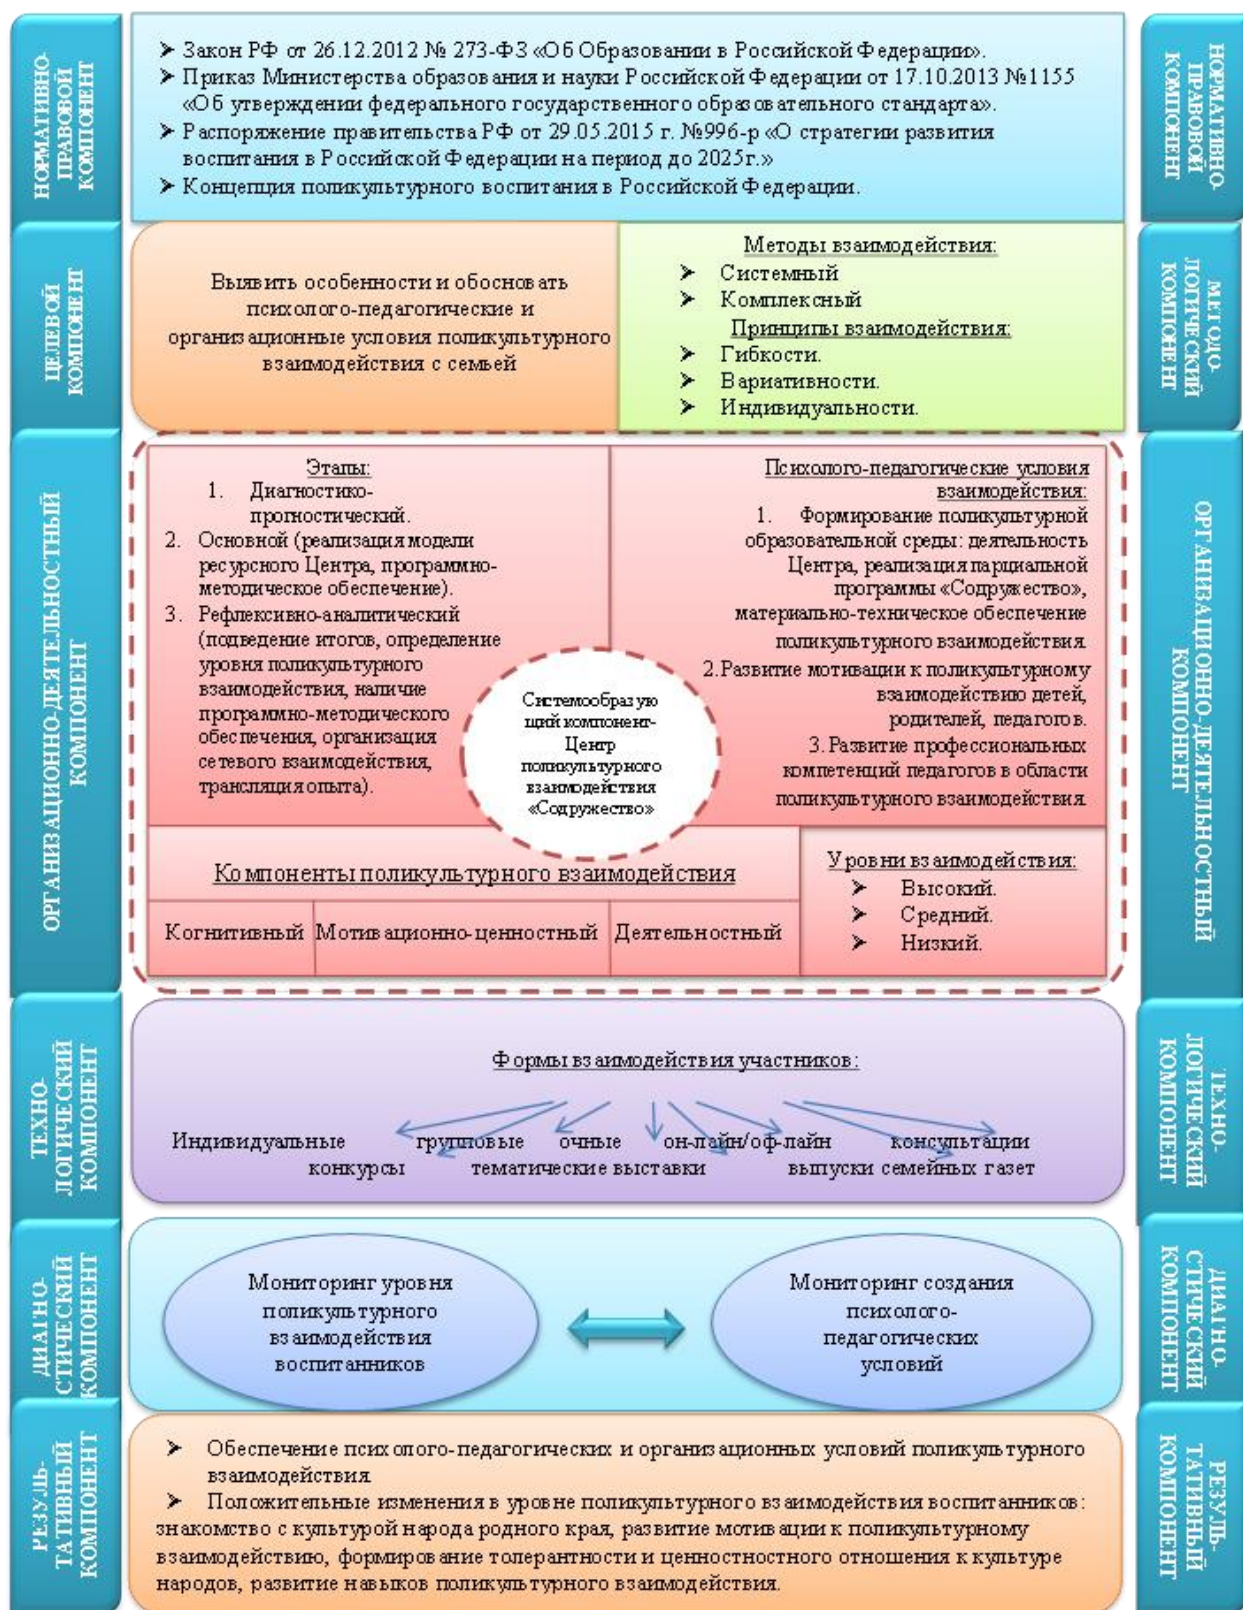 НОРМАТИВНО-
ПРАВОВОЙ
КОМПОНЕНТ
➤ Закон РФ от 26.12.2012 № 273-ФЗ «Об Образовании в Российской Федерации».
➤ Приказ Министерства образования и науки Российской Федерации от 17.10.2013 №1155
«Об утверждении федерального государственного образовательного стандарта».
➤ Распоряжение правительства РФ от 29.05.2015 г. №996-р «О стратегии развития
воспитания в Российской Федерации на период до 2025г.»
➤ Концепция поликультурного воспитания в Российской Федерации.
НОРМАТИВНО-
ПРАВОВОЙ
КОМПОНЕНТ
ЦЕЛЕВОЙ
КОМПОНЕНТ
Выявить особенности и обосновать
психолого-педагогические и
организационные условия поликультурного
взаимодействия с семьей
Методы взаимодействия:
➤ Системный
➤ Комплексный
Принципы взаимодействия:
➤ Гибкости.
➤ Вариативности.
➤ Индивидуальности.
МЕТОДО-
ЛОГИЧЕСКИЙ
КОМПОНЕНТ
ОРГАНИЗАЦИОННО-ДЕЯТЕЛЬНОСТНЫЙ
КОМПОНЕНТ
Этапы:
1. Диагностико-
прогностический.
2. Основной (реализация модели
ресурсного Центра, программно-
методическое обеспечение).
3. Рефлексивно-аналитический
(подведение итогов, определение
уровня поликультурного
взаимодействия, наличие
программно-методического
обеспечения, организация
сетевого взаимодействия,
трансляция опыта).
Психолого-педагогические условия
взаимодействия:
1. Формирование поликультурной
образовательной среды: деятельность
Центра, реализация парциальной
программы «Содружество»,
материально-техническое обеспечение
поликультурного взаимодействия.
2.Развитие мотивации к поликультурному
взаимодействию детей,
родителей, педагогов.
3.Развитие профессиональных
компетенций педагогов в области
поликультурного взаимодействия.
Системообразую
щий компонент-
Центр
поликультурного
взаимодействия
«Содружество»
Компоненты поликультурного взаимодействия
Когнитивный
Мотивационно-ценностный
Деятельностный
Уровни взаимодействия:
➤ Высокий.
➤ Средний.
➤ Низкий.
ОРГАНИЗАЦИОННО-ДЕЯТЕЛЬНОСТНЫЙ
КОМПОНЕНТ
ТЕХНО-
ЛОГИЧЕСКИЙ
КОМПОНЕНТ
Формы взаимодействия участников:
Индивидуальные групповые очные он-лайн/оф-лайн консультации
конкурсы тематические выставки выпуски семейных газет
ТЕХНО-
ЛОГИЧЕСКИЙ
КОМПОНЕНТ
ДИАГНО-
СТИЧЕСКИЙ
КОМПОНЕНТ
Мониторинг уровня
поликультурного
взаимодействия
воспитанников
Мониторинг создания
психолого-
педагогических
условий
ДИАГНО-
СТИЧЕСКИЙ
КОМПОНЕНТ
РЕЗУЛЬ-
ТАТИВНЫЙ
КОМПОНЕНТ
➤ Обеспечение психолого-педагогических и организационных условий поликультурного
взаимодействия.
➤ Положительные изменения в уровне поликультурного взаимодействия воспитанников:
знакомство с культурой народа родного края, развитие мотивации к поликультурному
взаимодействию, формирование толерантности и ценностностного отношения к культуре
народов, развитие навыков поликультурного взаимодействия.
РЕЗУЛЬ-
ТАТИВНЫЙ
КОМПОНЕНТ